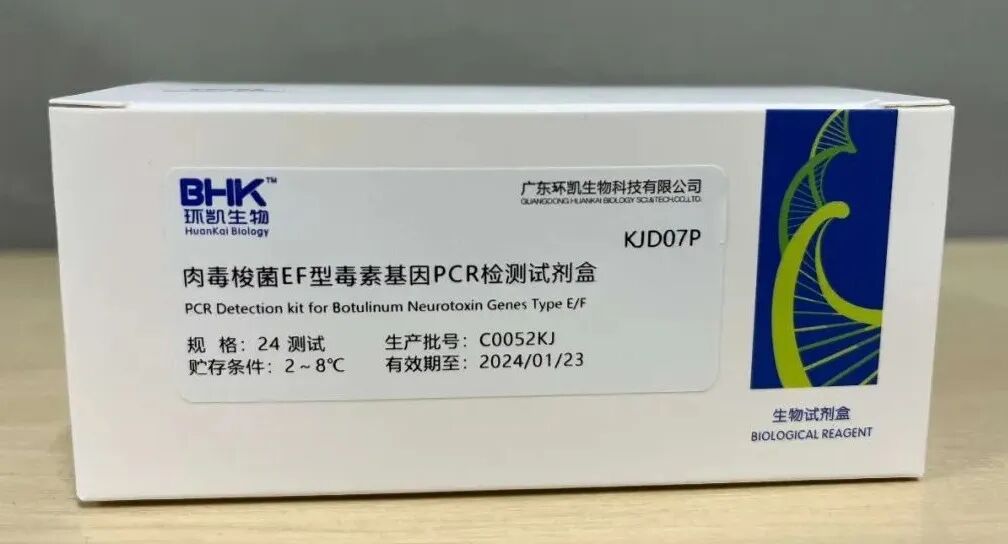 BHK™
环凯生物
HuanKai Biology
广东环凯生物科技有限公司
GUANGDONG HUANKAI BIOLOGY SCI&TECH.CO.,LTD.
KJD07P
肉毒梭菌EF型毒素基因PCR检测试剂盒
PCR Detection kit for Botulinum Neurotoxin Genes Type E/F
规 格：24 测试
生产批号：C0052KJ
贮存条件：2～8℃
有效期至：2024/01/23
生物试剂盒
BIOLOGICAL REAGENT